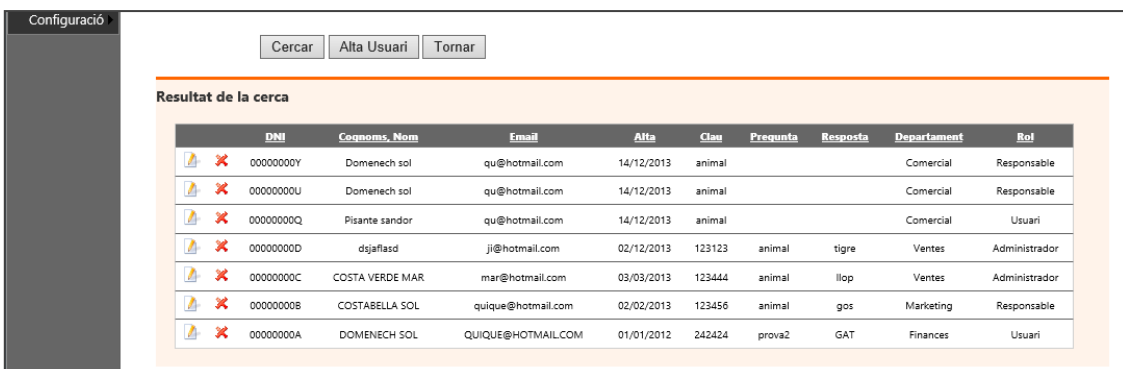 Configuració
Cercar Alta Usuari Tornar
Resultat de la cerca
DNI Cognoms, Nom Email Alta Clau Pregunta Resposta Departament Rol
00000000Y Domenech sol qu@hotmail.com 14/12/2013 animal Comercial Responsable
00000000U Domenech sol qu@hotmail.com 14/12/2013 animal Comercial Responsable
00000000Q Pisante sandor qu@hotmail.com 14/12/2013 animal Comercial Usuari
00000000D dsjaflasd ji@hotmail.com 02/12/2013 123123 animal tigre Ventes Administrador
00000000C COSTA VERDE MAR mar@hotmail.com 03/03/2013 123444 animal llop Ventes Administrador
00000000B COSTABELLA SOL quique@hotmail.com 02/02/2013 123456 animal gos Marketing Responsable
00000000A DOMENECH SOL QUIQUE@HOTMAIL.COM 01/01/2012 242424 prova2 GAT Finances Usuari